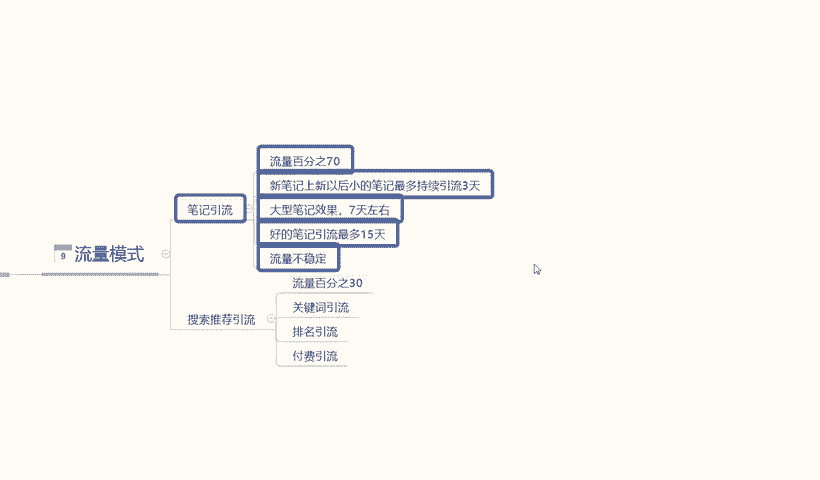 9 流量模式
笔记引流
流量百分之70
新笔记上新以后小的笔记最多持续引流3天
大型笔记效果，7天左右
好的笔记引流最多15天
流量不稳定
搜索推荐引流
流量百分之30
关键词引流
排名引流
付费引流